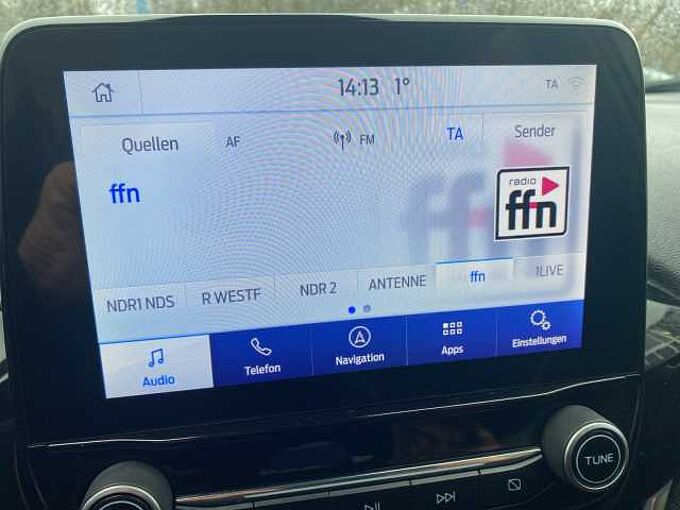 14:13 1° TA
Quellen AF FM TA Sender
ffn
radio
ffn
NDR1 NDS R WESTF NDR 2 ANTENNE ffn 1LIVE
Audio Telefon Navigation Apps Einstellungen
TUNE